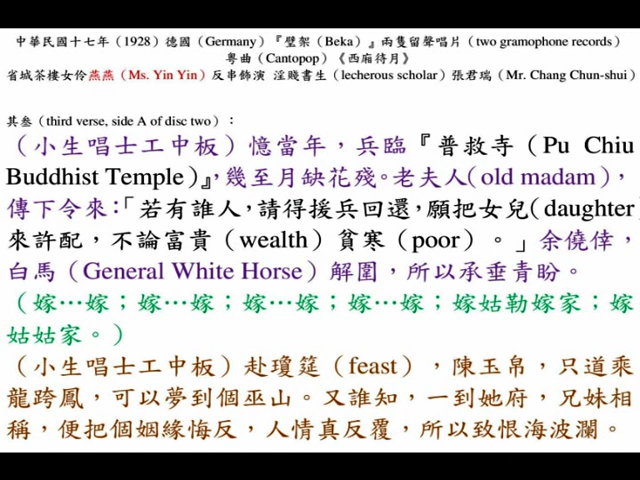 中華民國十七年（1928）德國（Germany）『壁架（Beka）』兩隻留聲唱片（two gramophone records）
粵曲（Cantopop）《西廂待月》
省城茶樓女伶燕燕（Ms. Yin Yin）反串飾演 淫賤書生（lecherous scholar）張君瑞（Mr. Chang Chun-shui）
其叁（third verse, side A of disc two）：
（小生唱士工中板）憶當年，兵臨『普救寺（Pu Chiu
Buddhist Temple）』，幾至月缺花殘。老夫人（old madam），
傳下令來：「若有誰人，請得援兵回還，願把女兒（daughter）
來許配，不論富貴（wealth）貧寒（poor）。」余僥倖，
白馬（General White Horse）解圍，所以承垂青盼。
（嫁…嫁；嫁…嫁；嫁…嫁；嫁…嫁；嫁姑勒嫁家；嫁
姑姑家。）
（小生唱士工中板）赴瓊筵（feast），陳玉帛，只道乘
龍跨鳳，可以夢到個巫山。又誰知，一到她府，兄妹相
稱，便把個姻緣悔反，人情真反覆，所以致恨海波瀾。